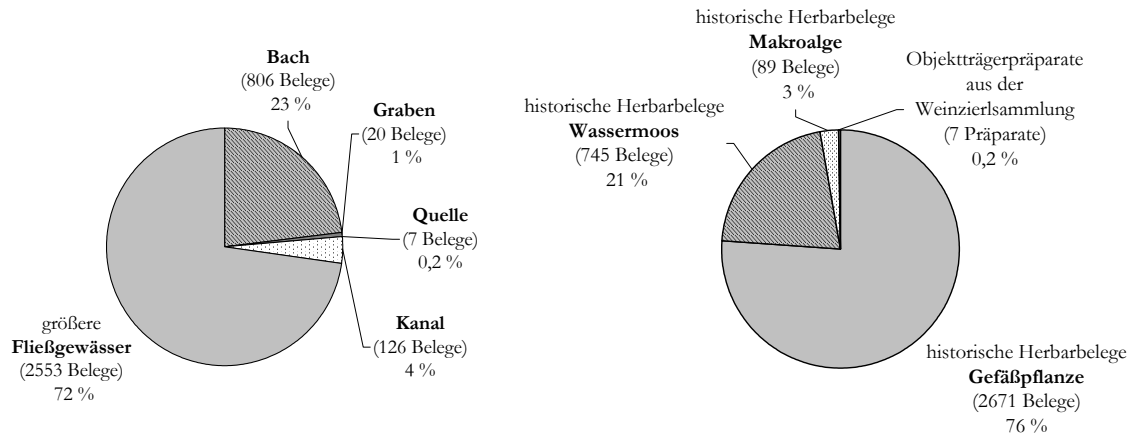 Bach
(806 Belege)
23 %
Graben
(20 Belege)
1 %
Quelle
(7 Belege)
0,2 %
Kanal
(126 Belege)
4 %
größere
Fließgewässer
(2553 Belege)
72 %
historische Herbarbelege
Makroalge
(89 Belege)
3 %
Objektträgerpräparate
aus der
Weinzierlsammlung
(7 Präparate)
0,2 %
historische Herbarbelege
Wassermoos
(745 Belege)
21 %
historische Herbarbelege
Gefäßpflanze
(2671 Belege)
76 %